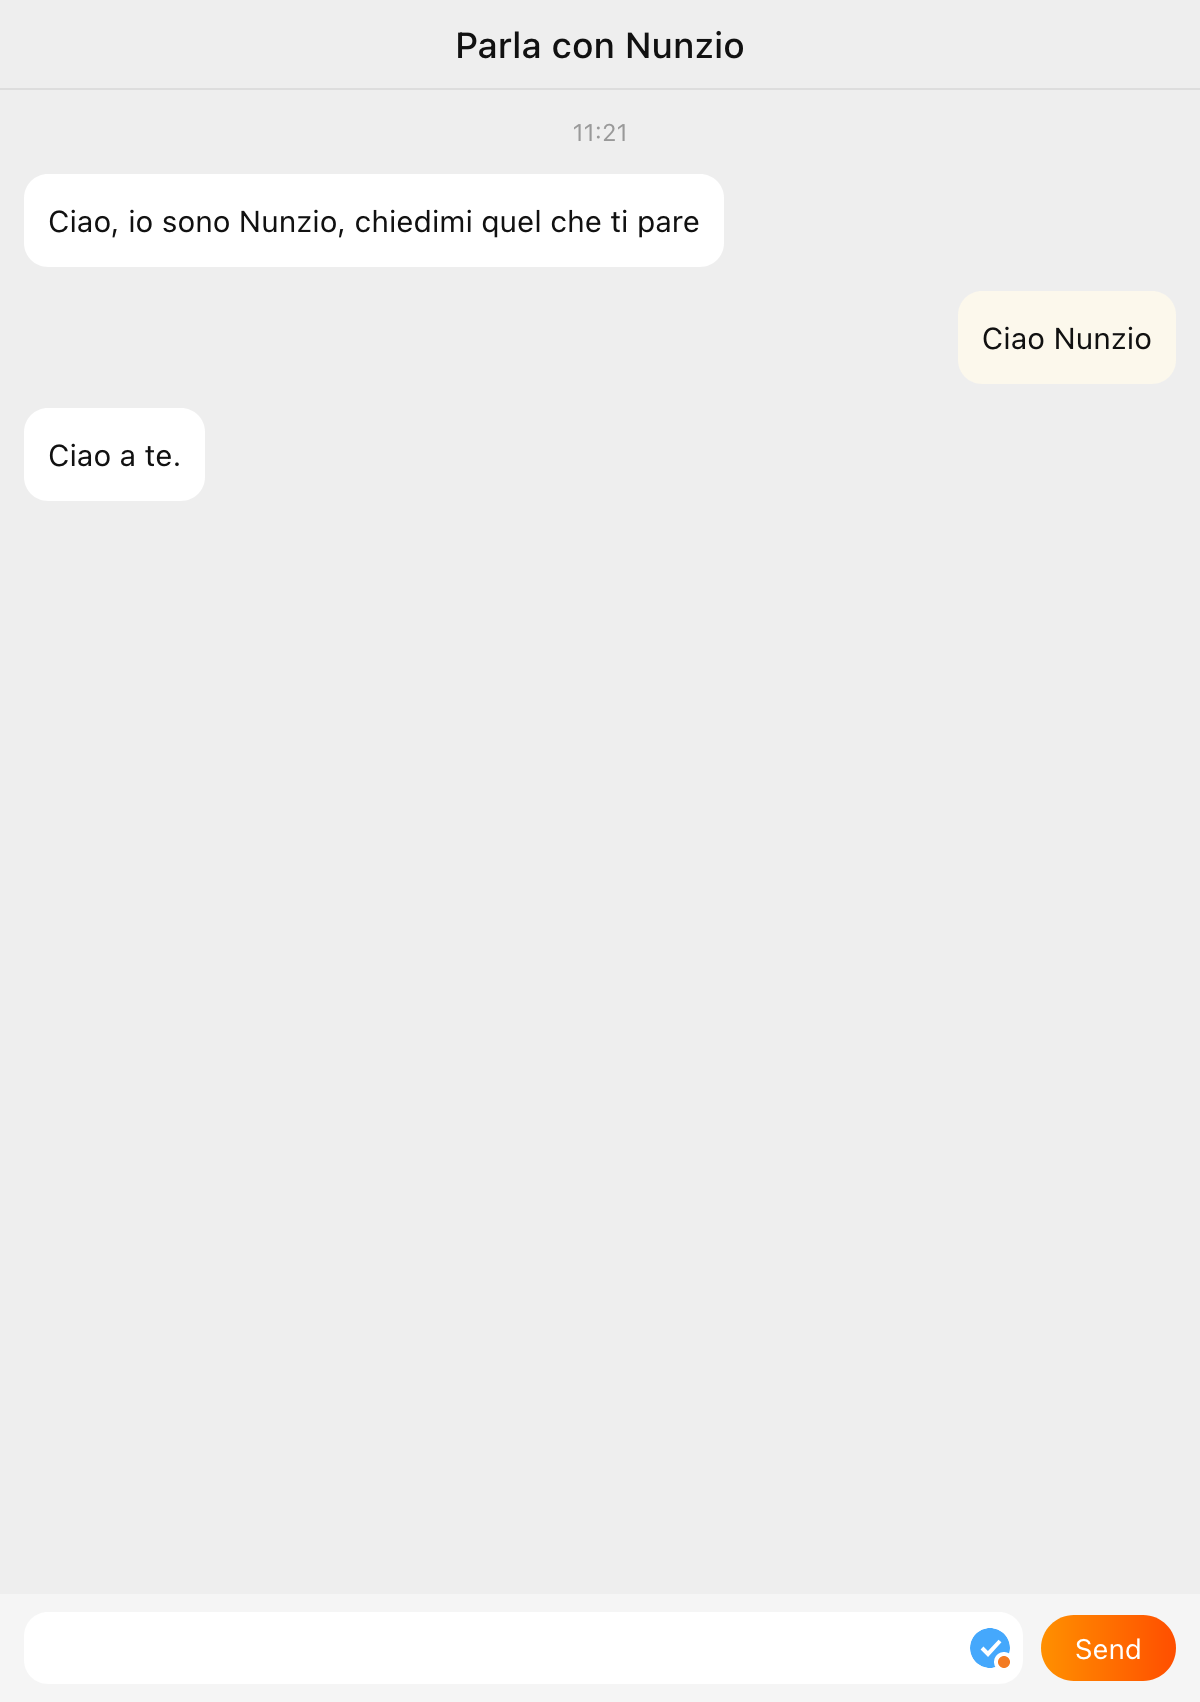 Parla con Nunzio
11:21
Ciao, io sono Nunzio, chiedimi quel che ti pare
Ciao Nunzio
Ciao a te.
Send